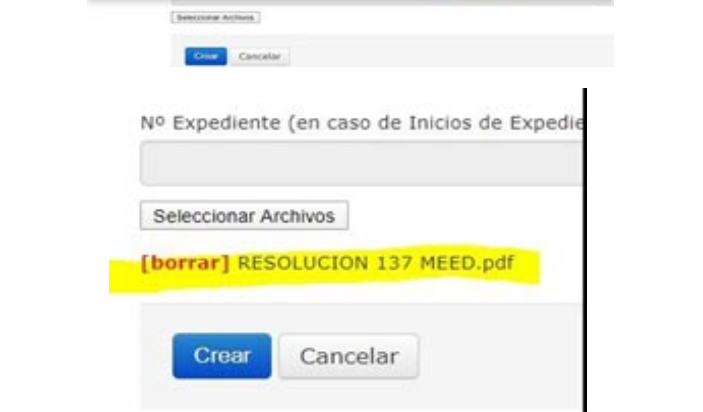 Seleccionar Archivos
Crear Cancelar
Nº Expediente (en caso de Inicios de Expedie
Seleccionar Archivos
[borrar] RESOLUCION 137 MEED.pdf
Crear Cancelar